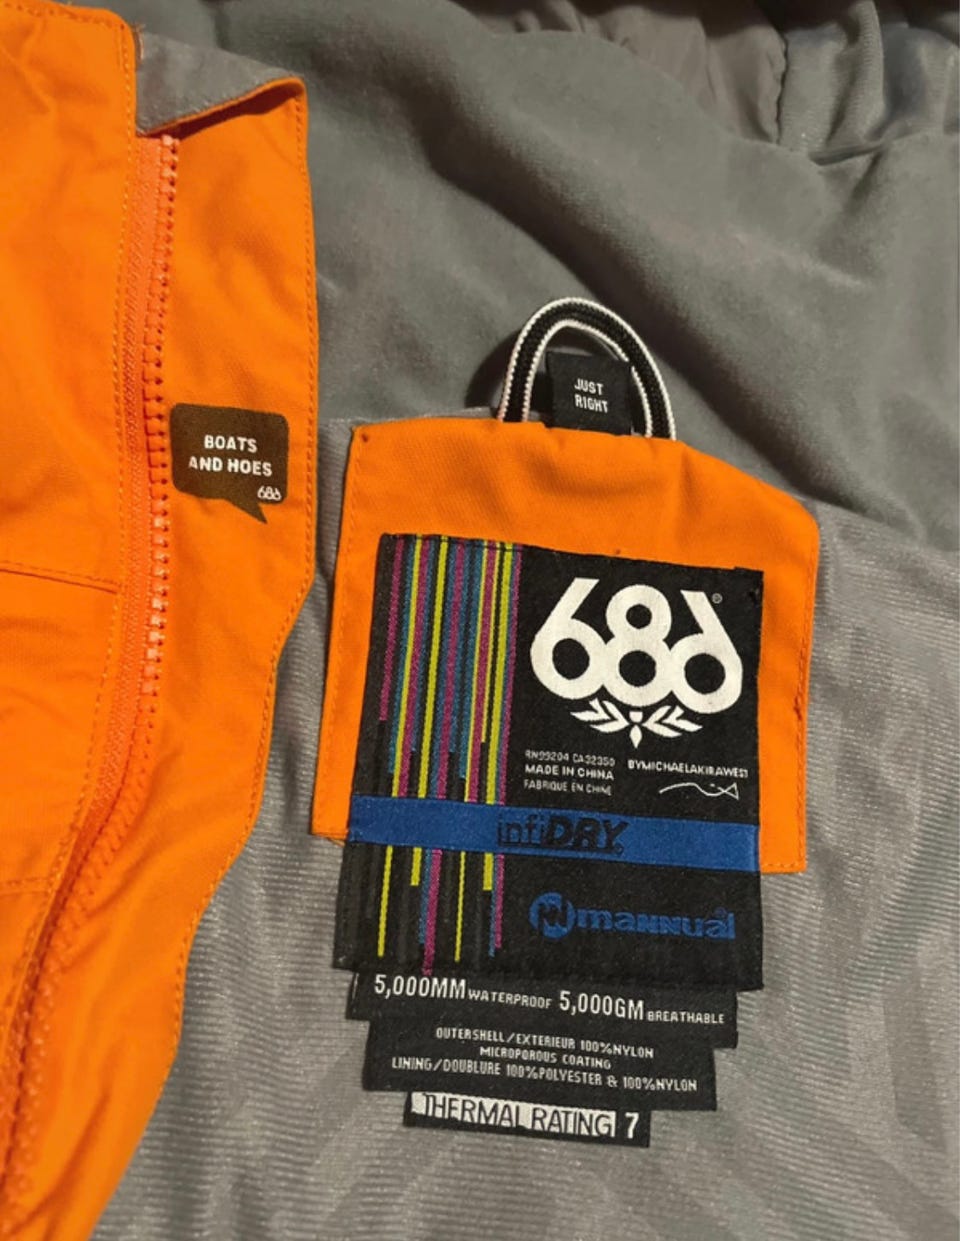 JUST
RIGHT
BOATS
AND HOES
686
686®
RN99204 CA32350
MADE IN CHINA
FABRIQUE EN CHINE
BYMICHAELAKIRAWEST
infiDRY®
mannual®
5,000MM WATERPROOF 5,000GM BREATHABLE
OUTERSHELL/EXTERIEUR 100%NYLON
MICROPOROUS COATING
LINING/DOUBLURE 100%POLYESTER & 100%NYLON
THERMAL RATING 7